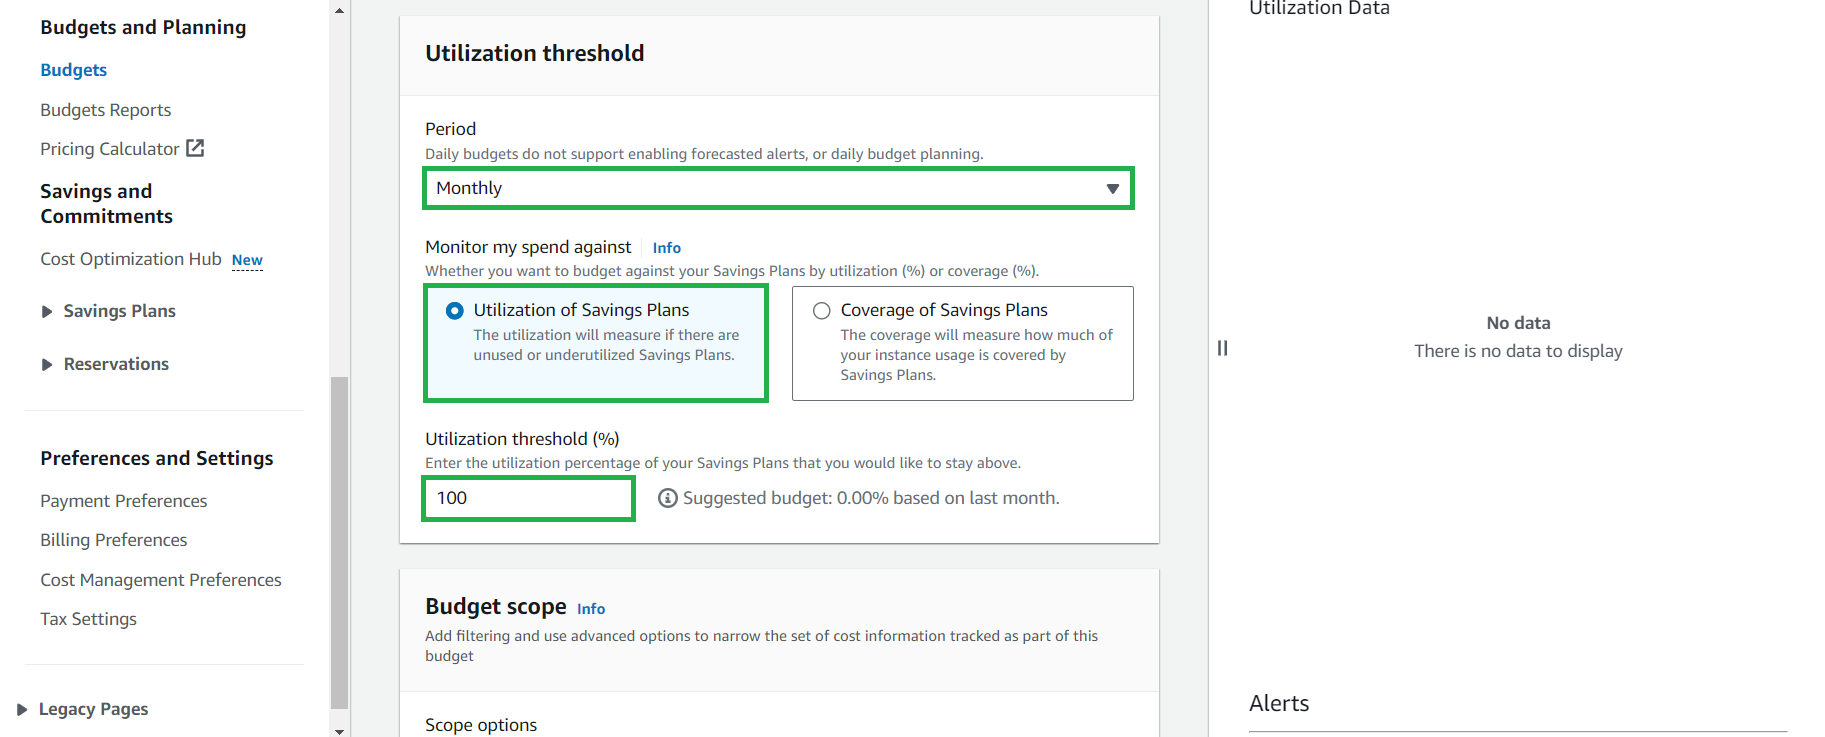 Budgets and Planning
Budgets
Budgets Reports
Pricing Calculator
Savings and
Commitments
Cost Optimization Hub New
Savings Plans
Reservations
Preferences and Settings
Payment Preferences
Billing Preferences
Cost Management Preferences
Tax Settings
Legacy Pages
Utilization threshold
Period
Daily budgets do not support enabling forecasted alerts, or daily budget planning.
Monthly
Monitor my spend against Info
Whether you want to budget against your Savings Plans by utilization (%) or coverage (%).
Utilization of Savings Plans
The utilization will measure if there are
unused or underutilized Savings Plans.
Coverage of Savings Plans
The coverage will measure how much of
your instance usage is covered by
Savings Plans.
Utilization threshold (%)
Enter the utilization percentage of your Savings Plans that you would like to stay above.
100
Suggested budget: 0.00% based on last month.
Budget scope Info
Add filtering and use advanced options to narrow the set of cost information tracked as part of this
budget
Scope options
Utilization Data
No data
There is no data to display
Alerts